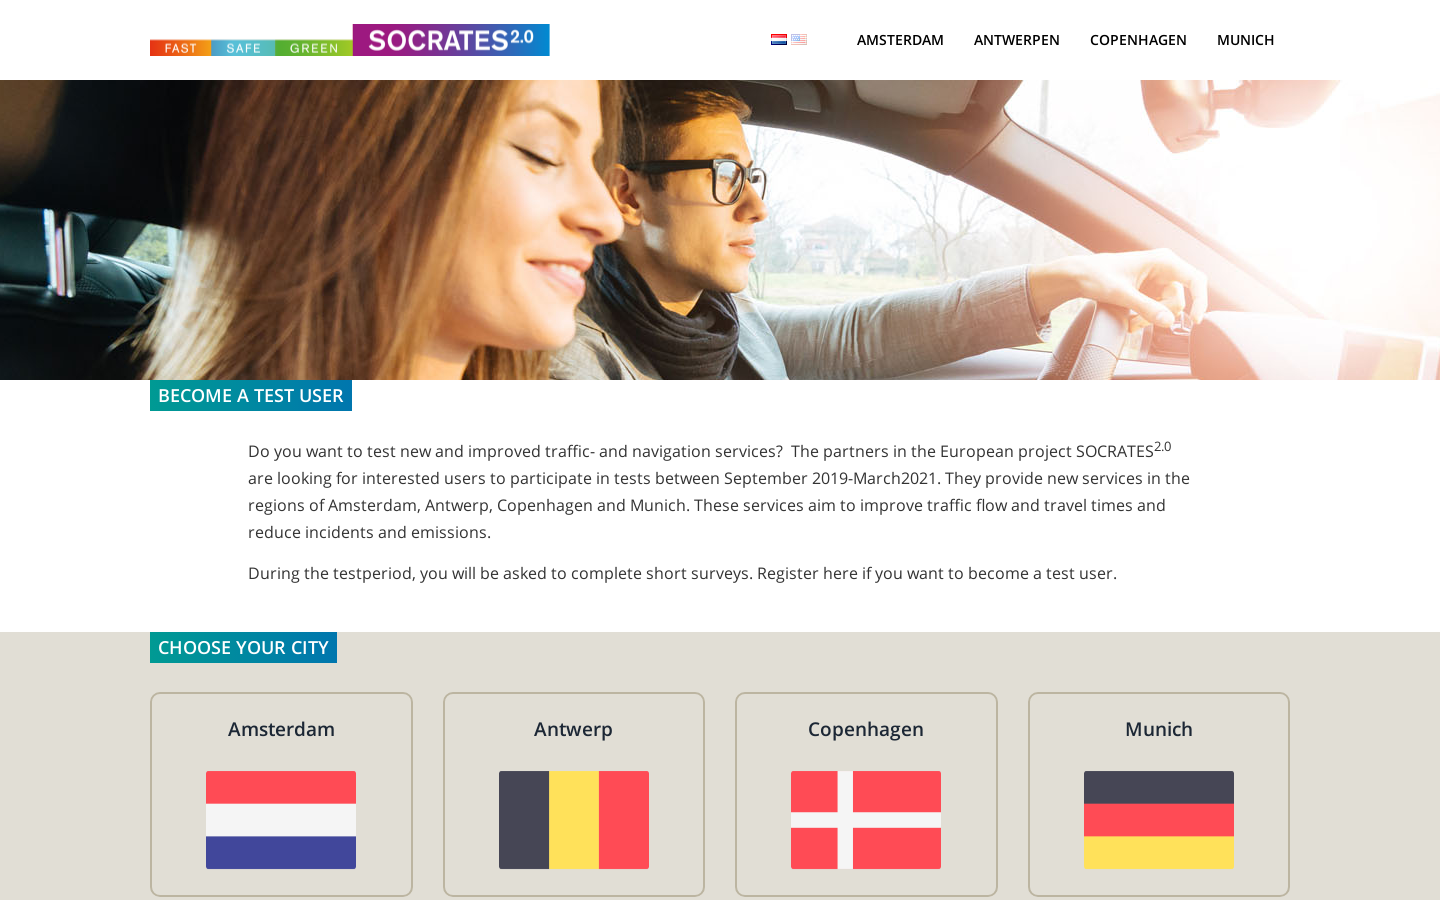 FAST SAFE GREEN SOCRATES2.0
AMSTERDAM ANTWERPEN COPENHAGEN MUNICH
BECOME A TEST USER
Do you want to test new and improved traffic- and navigation services?  The partners in the European project SOCRATES2.0
are looking for interested users to participate in tests between September 2019-March2021. They provide new services in the
regions of Amsterdam, Antwerp, Copenhagen and Munich. These services aim to improve traffic flow and travel times and
reduce incidents and emissions.
During the testperiod, you will be asked to complete short surveys. Register here if you want to become a test user.
CHOOSE YOUR CITY
Amsterdam Antwerp Copenhagen Munich